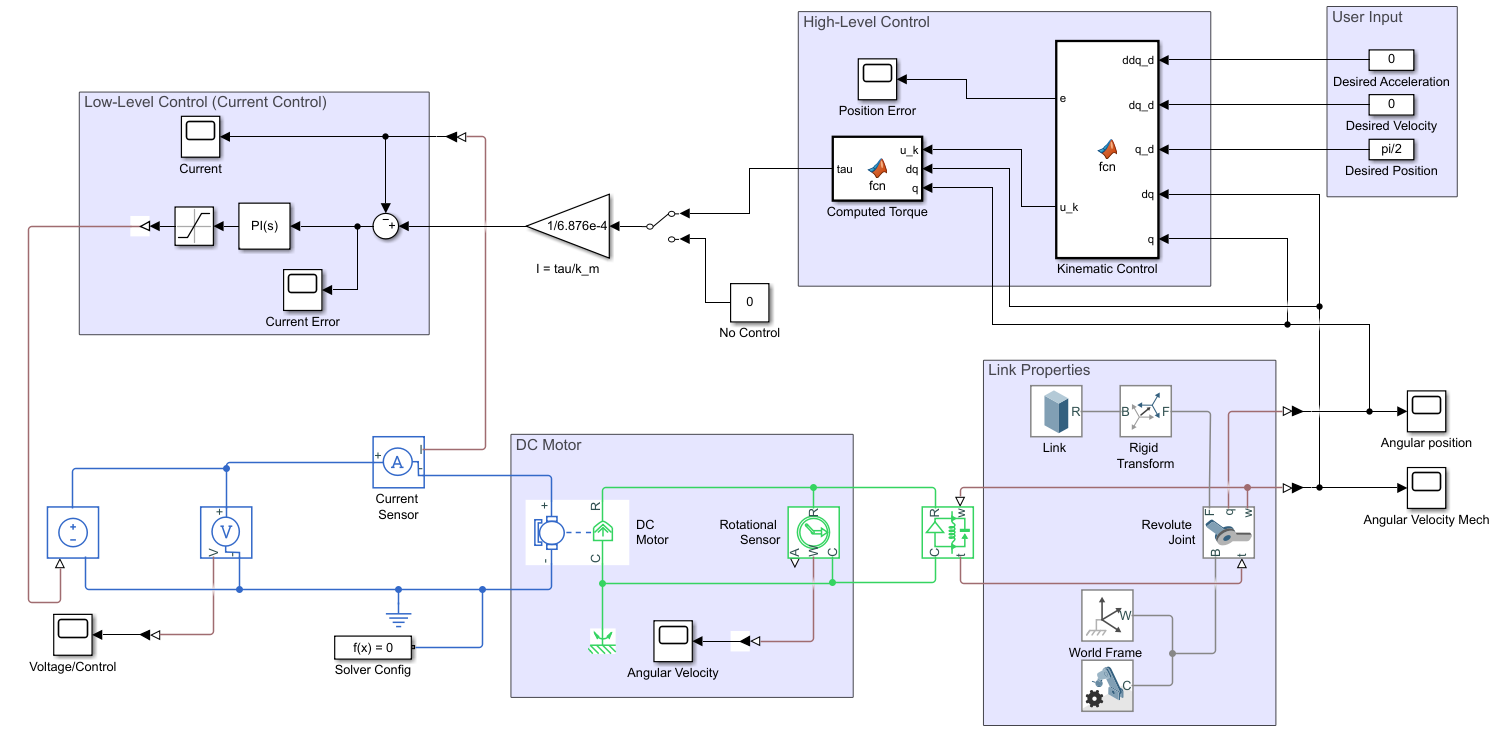 High-Level Control
User Input
ddq_d
0
Desired Acceleration
Position Error
e
dq_d
0
Desired Velocity
q_d
pi/2
Desired Position
fcn
dq
u_k
q
Kinematic Control
tau
fcn
u_k
dq
q
Computed Torque
Low-Level Control (Current Control)
Current
PI(s)
−
+
Current Error
1/6.876e-4
I = tau/k_m
0
No Control
Link Properties
R
Link
B
F
Rigid
Transform
Angular position
Angular Velocity Mech
F
q
w
Revolute
Joint
B
t
W
World Frame
C
DC Motor
+
-
R
C
DC
Motor
Rotational
Sensor
R
A
W
C
Angular Velocity
R
w
C
t
+
A
I
-
Current
Sensor
+
-
+
V
V
-
Voltage/Control
f(x) = 0
Solver Config